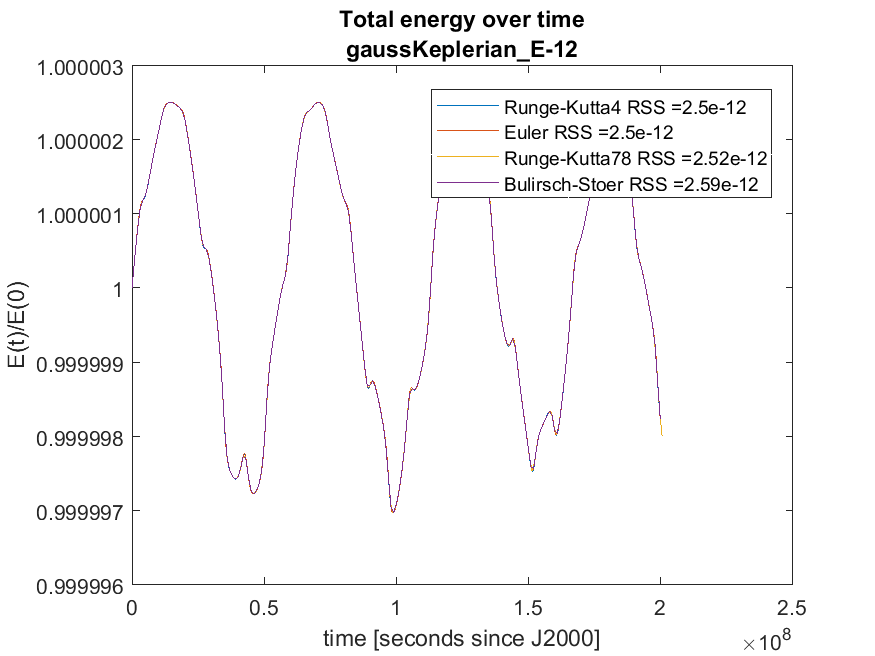 Total energy over time
gaussKeplerian_E-12
1.000003
1.000002
1.000001
1
0.999999
0.999998
0.999997
0.999996
E(t)/E(0)
Runge-Kutta4 RSS =2.5e-12
Euler RSS =2.5e-12
Runge-Kutta78 RSS =2.52e-12
Bulirsch-Stoer RSS =2.59e-12
0 0.5 1 1.5 2 2.5
time [seconds since J2000]
×10^8